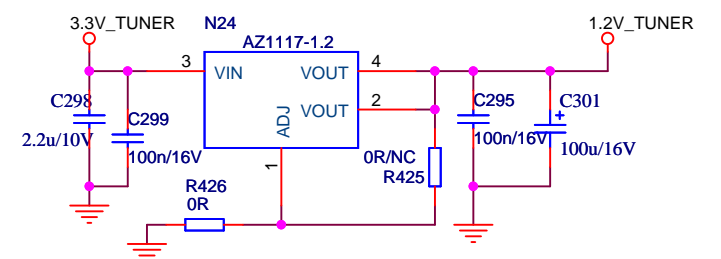 3.3V_TUNER
N24
1.2V_TUNER
AZ1117-1.2
3
VIN
VOUT
4
VOUT
2
ADJ
1
C298
2.2u/10V
C299
100n/16V
C295
100n/16V
C301
+
100u/16V
0R/NC
R425
R426
0R